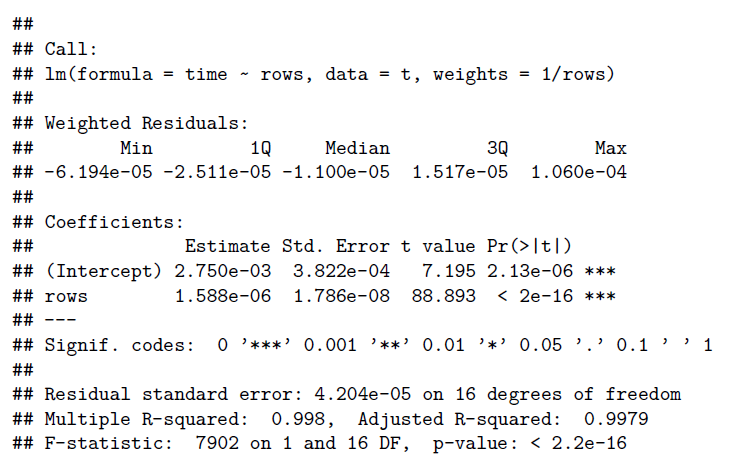 ##
## Call:
## lm(formula = time ~ rows, data = t, weights = 1/rows)
##
## Weighted Residuals:
##        Min         1Q     Median         3Q        Max
## -6.194e-05 -2.511e-05 -1.100e-05  1.517e-05  1.060e-04
##
## Coefficients:
##              Estimate Std. Error t value Pr(>|t|)
## (Intercept) 2.750e-03  3.822e-04   7.195 2.13e-06 ***
## rows        1.588e-06  1.786e-08  88.893  < 2e-16 ***
## ---
## Signif. codes:  0 '***' 0.001 '**' 0.01 '*' 0.05 '.' 0.1 ' ' 1
##
## Residual standard error: 4.204e-05 on 16 degrees of freedom
## Multiple R-squared:  0.998,  Adjusted R-squared:  0.9979
## F-statistic:  7902 on 1 and 16 DF,  p-value: < 2.2e-16